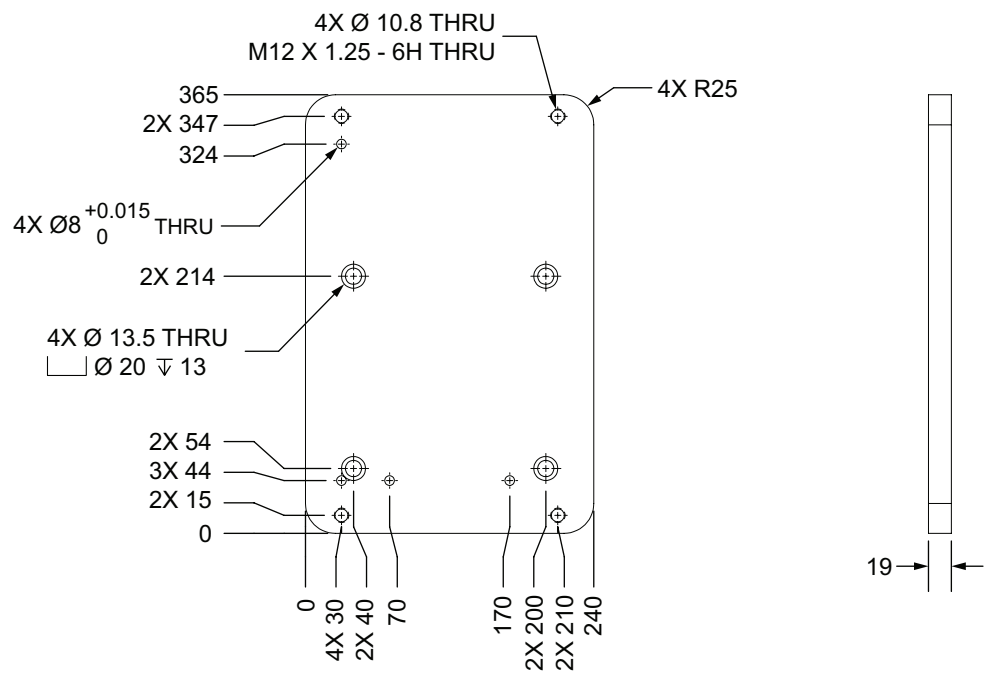 4X Ø 10.8 THRU
M12 X 1.25 - 6H THRU
4X R25
365
2X 347
324
4X Ø8 +0.015 THRU
0
2X 214
4X Ø 13.5 THRU
⌴ Ø 20 ↧ 13
2X 54
3X 44
2X 15
0
19
0
4X 30
2X 40
70
170
2X 200
2X 210
240